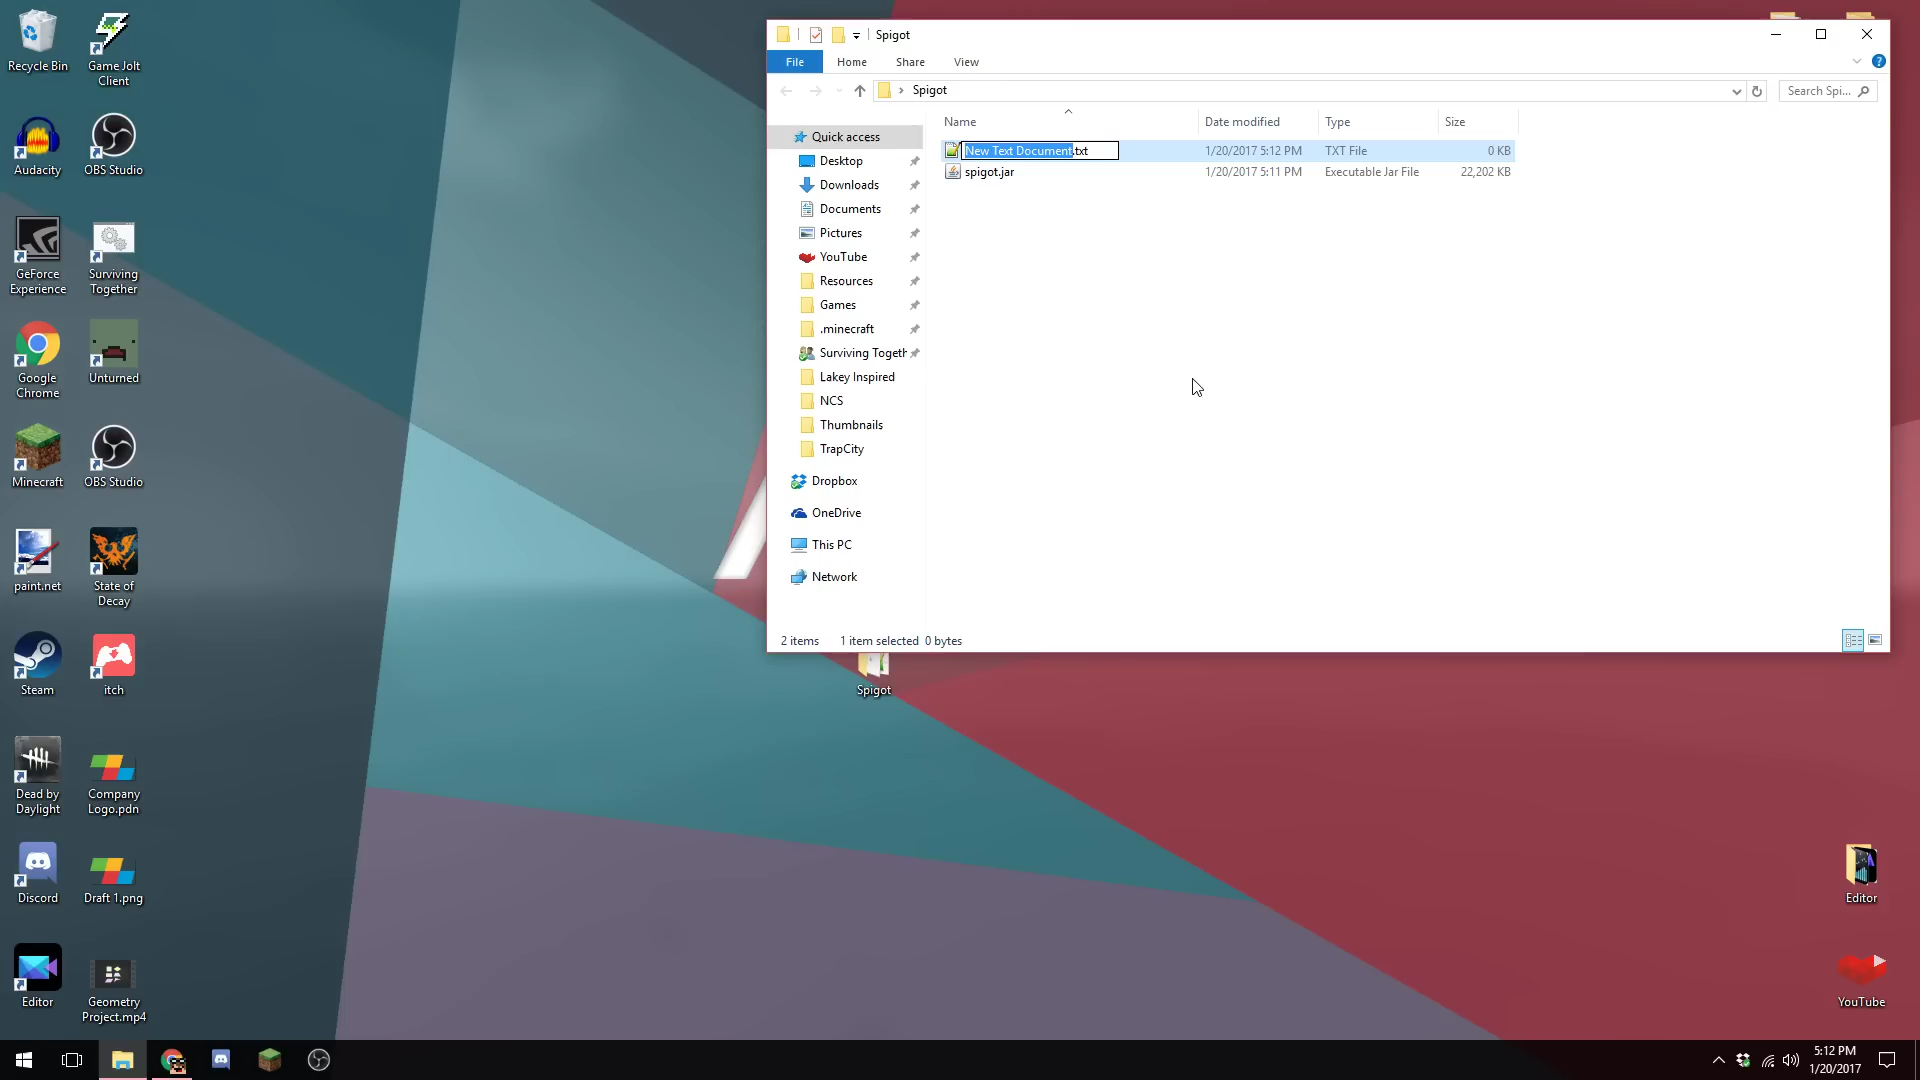 Recycle Bin
Game Jolt
Client
Audacity
OBS Studio
GeForce
Experience
Surviving
Together
Google
Chrome
Unturned
Minecraft
OBS Studio
paint.net
State of
Decay
Steam
itch
Dead by
Daylight
Company
Logo.pdn
Discord
Draft 1.png
Editor
Geometry
Project.mp4
Spigot
File
Home
Share
View
Spigot
Search Spi...
Name
Date modified
Type
Size
New Text Document.txt
1/20/2017 5:12 PM
TXT File
0 KB
spigot.jar
1/20/2017 5:11 PM
Executable Jar File
22,202 KB
Quick access
Desktop
Downloads
Documents
Pictures
YouTube
Resources
Games
.minecraft
Surviving Togeth
Lakey Inspired
NCS
Thumbnails
TrapCity
Dropbox
OneDrive
This PC
Network
2 items
1 item selected 0 bytes
Spigot
Editor
YouTube
5:12 PM
1/20/2017